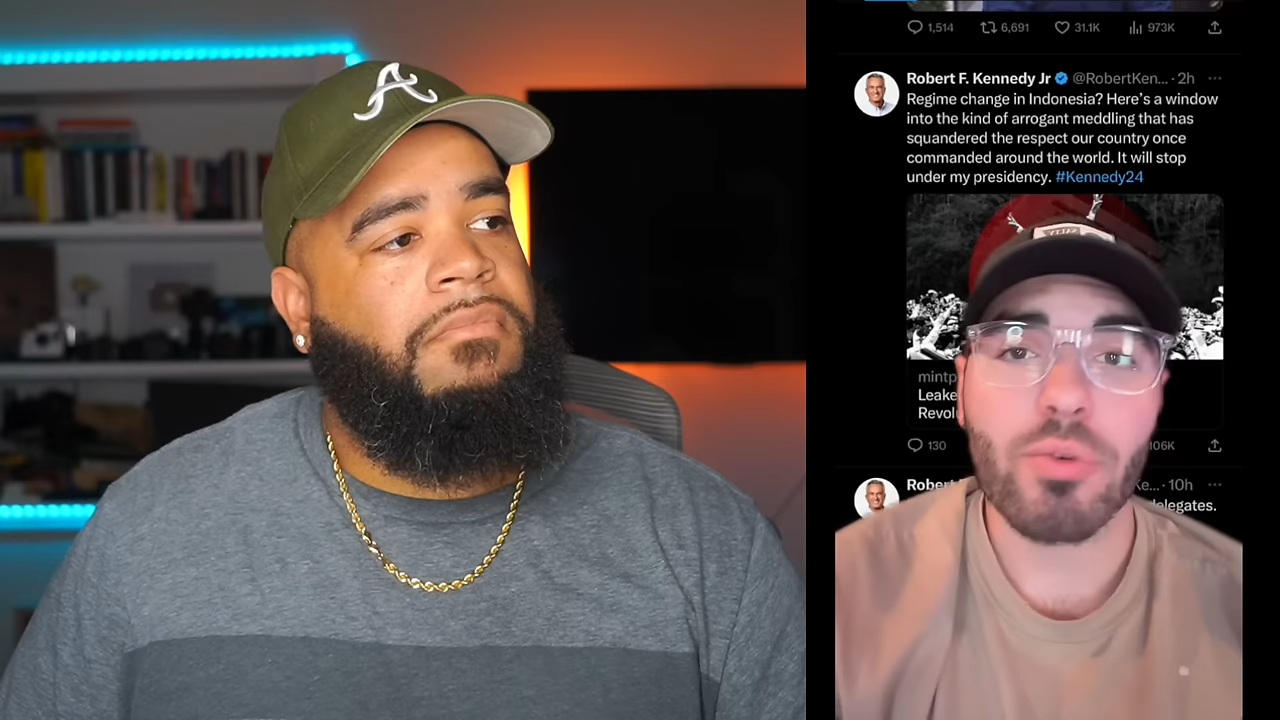 A
1,514 6,691 31.1K 973K
Robert F. Kennedy Jr @RobertKen... · 2h ...
Regime change in Indonesia? Here's a window
into the kind of arrogant meddling that has
squandered the respect our country once
commanded around the world. It will stop
under my presidency. #Kennedy24
mintp
Leake
Revol
130 106K
Robert Ke... · 10h ...
delegates.